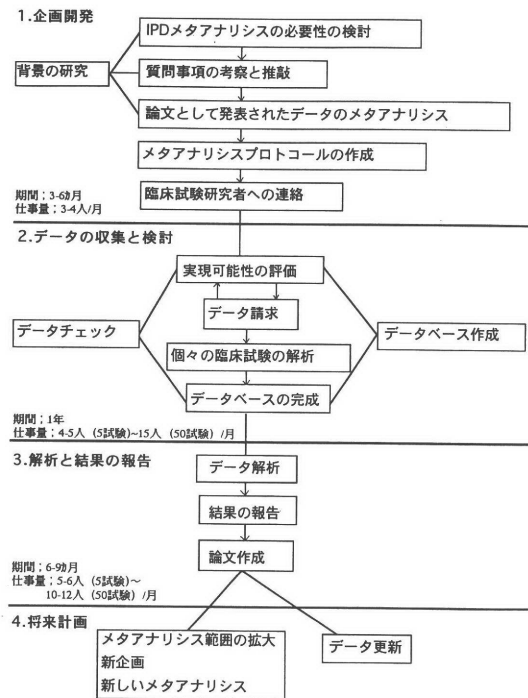 1.企画開発
IPDメタアナリシスの必要性の検討
背景の研究
質問事項の考察と推敲
論文として発表されたデータのメタアナリシス
メタアナリシスプロトコールの作成
臨床試験研究者への連絡
期間；3-6ｶ月
仕事量；3-4人/月
2.データの収集と検討
実現可能性の評価
データ請求
データチェック
データベース作成
個々の臨床試験の解析
データベースの完成
期間：1年
仕事量：4-5人（5試験)~15人（50試験）/月
3.解析と結果の報告
データ解析
結果の報告
論文作成
期間：6-9ｶ月
仕事量；5-6人（5試験）～
10-12人（50試験）/月
4.将来計画
メタアナリシス範囲の拡大
新企画
新しいメタアナリシス
データ更新